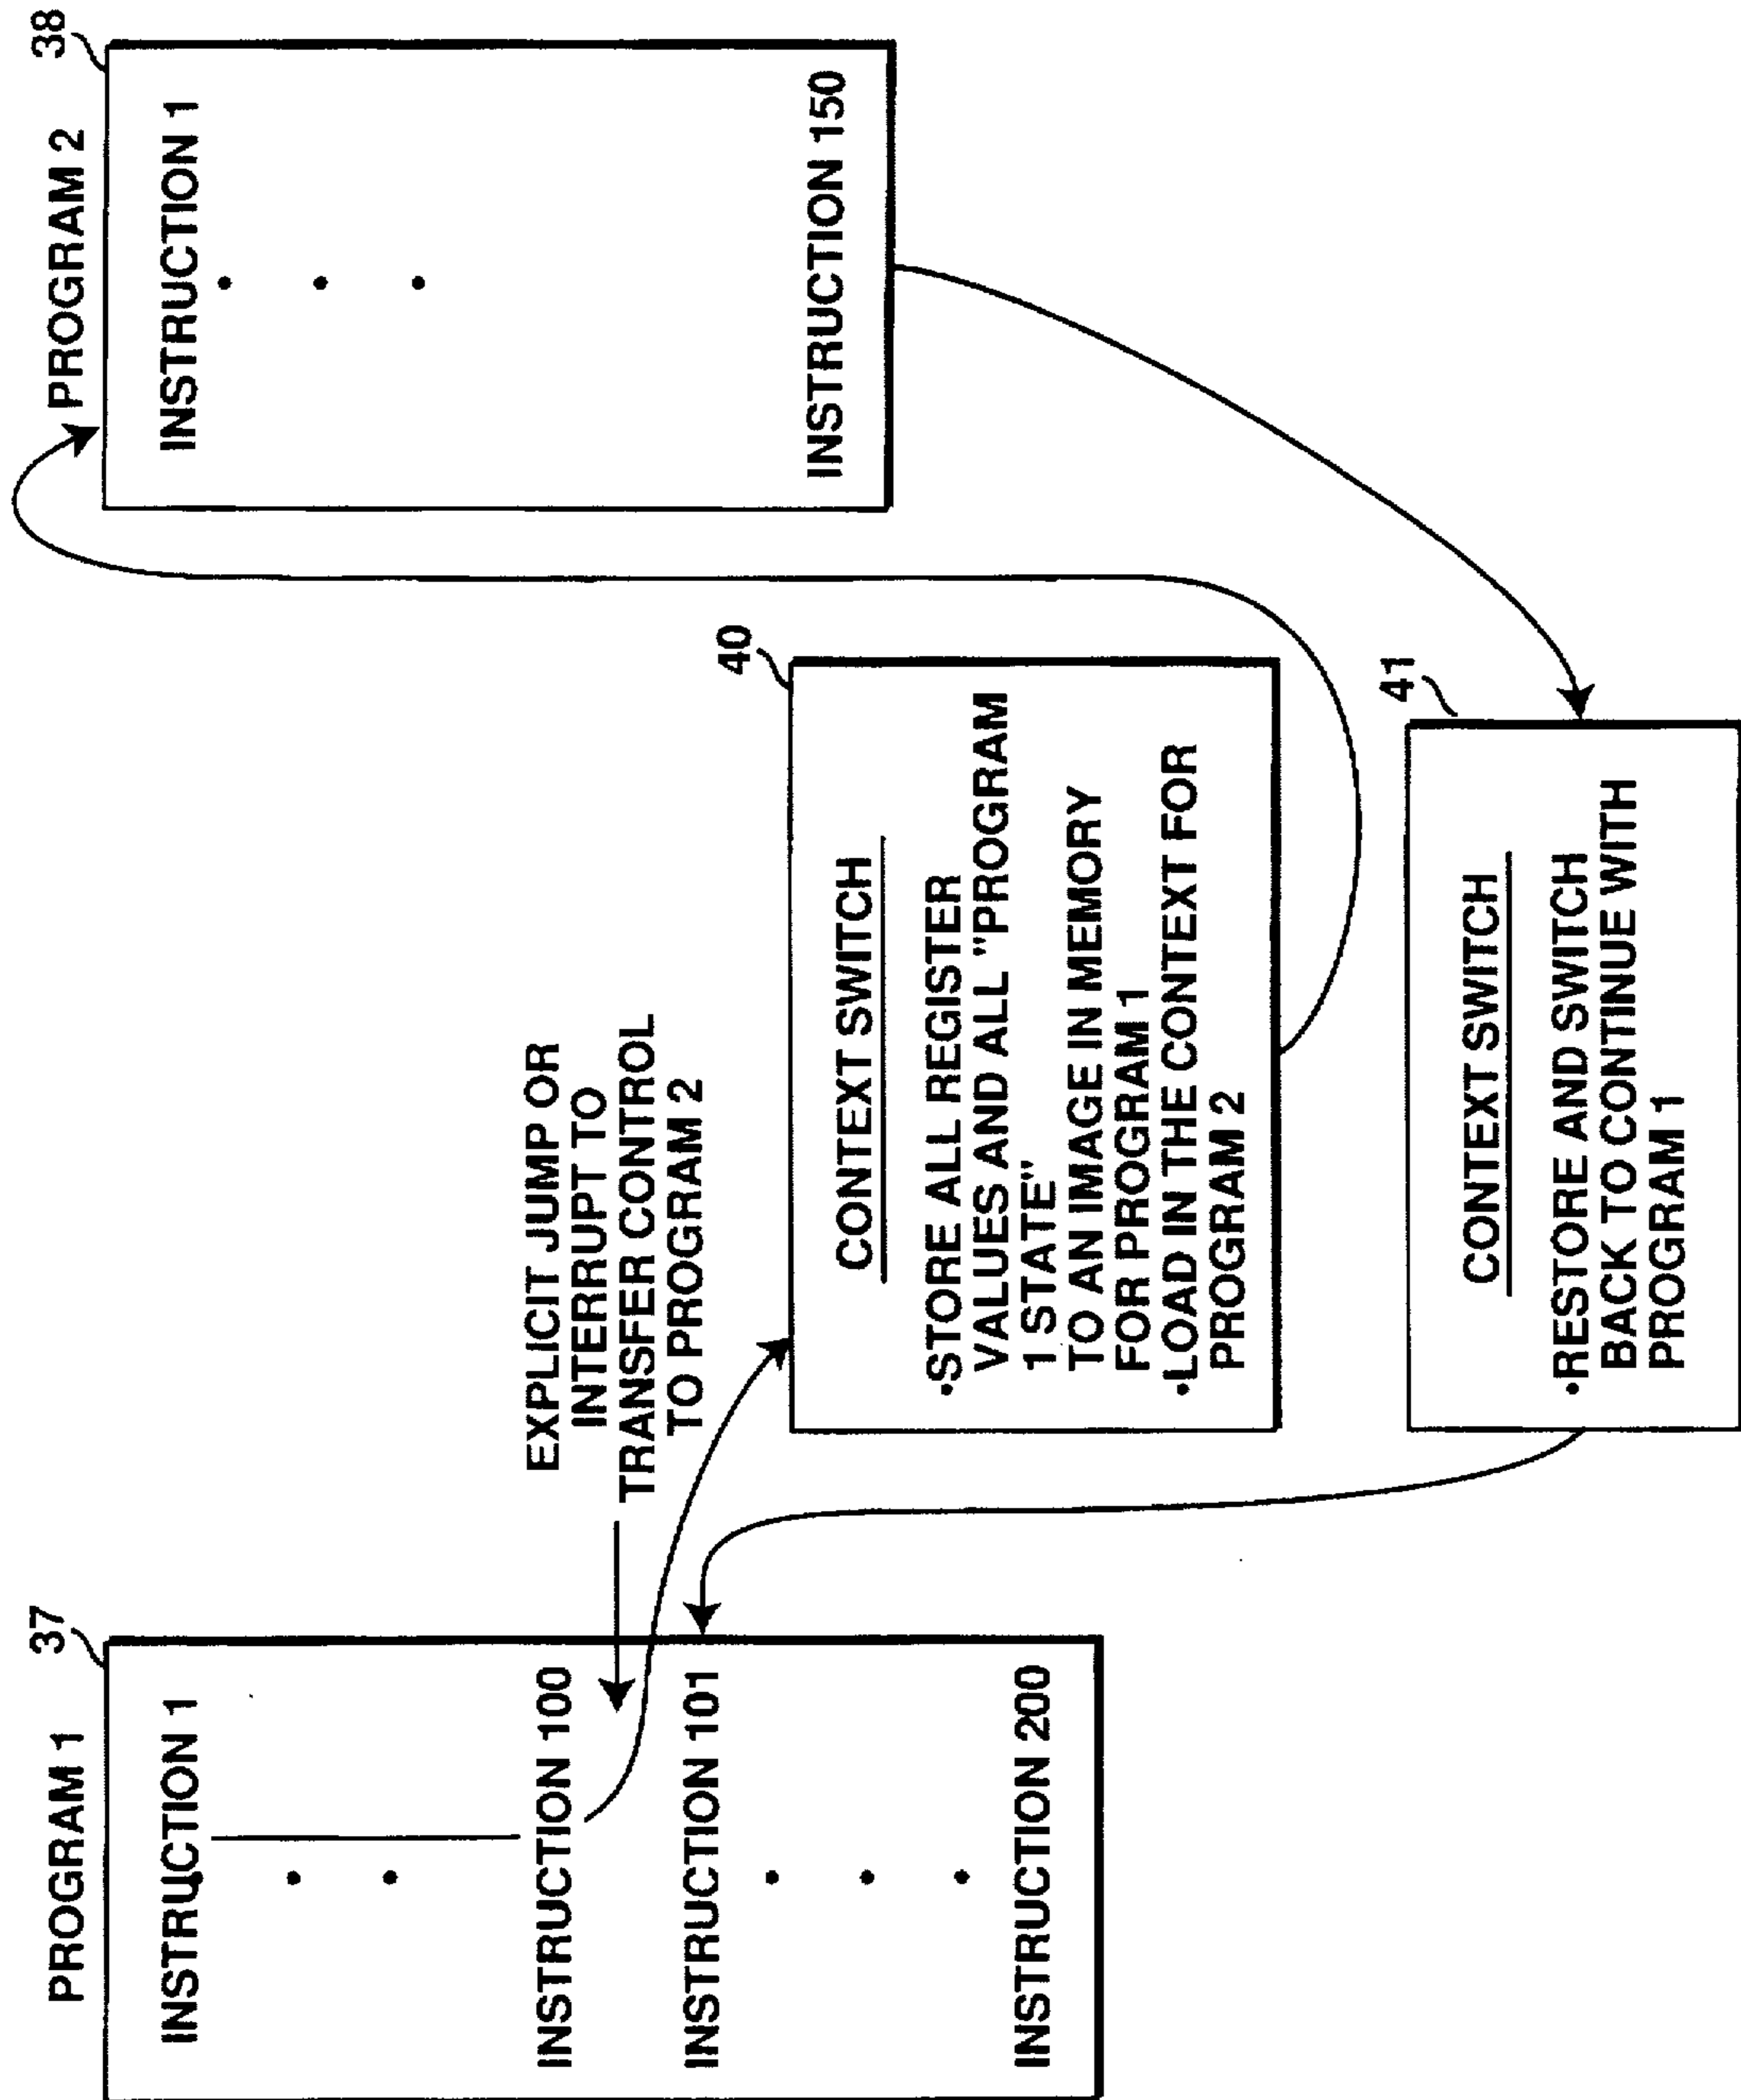 PROGRAM 1
37
INSTRUCTION 1
INSTRUCTION 100
INSTRUCTION 101
INSTRUCTION 200
EXPLICIT JUMP OR
INTERRUPT TO
TRANSFER CONTROL
TO PROGRAM 2
40
CONTEXT SWITCH
•STORE ALL REGISTER
VALUES AND ALL "PROGRAM
1 STATE"
TO AN IMAGE IN MEMORY
FOR PROGRAM 1
•LOAD IN THE CONTEXT FOR
PROGRAM 2
41
CONTEXT SWITCH
•RESTORE AND SWITCH
BACK TO CONTINUE WITH
PROGRAM 1
PROGRAM 2
38
INSTRUCTION 1
INSTRUCTION 150